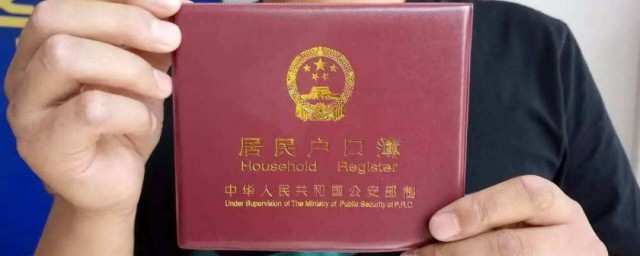 居民户口簿
Household Register
中华人民共和国公安部制
Under Supervision of The Ministry of Public Security of P.R.C